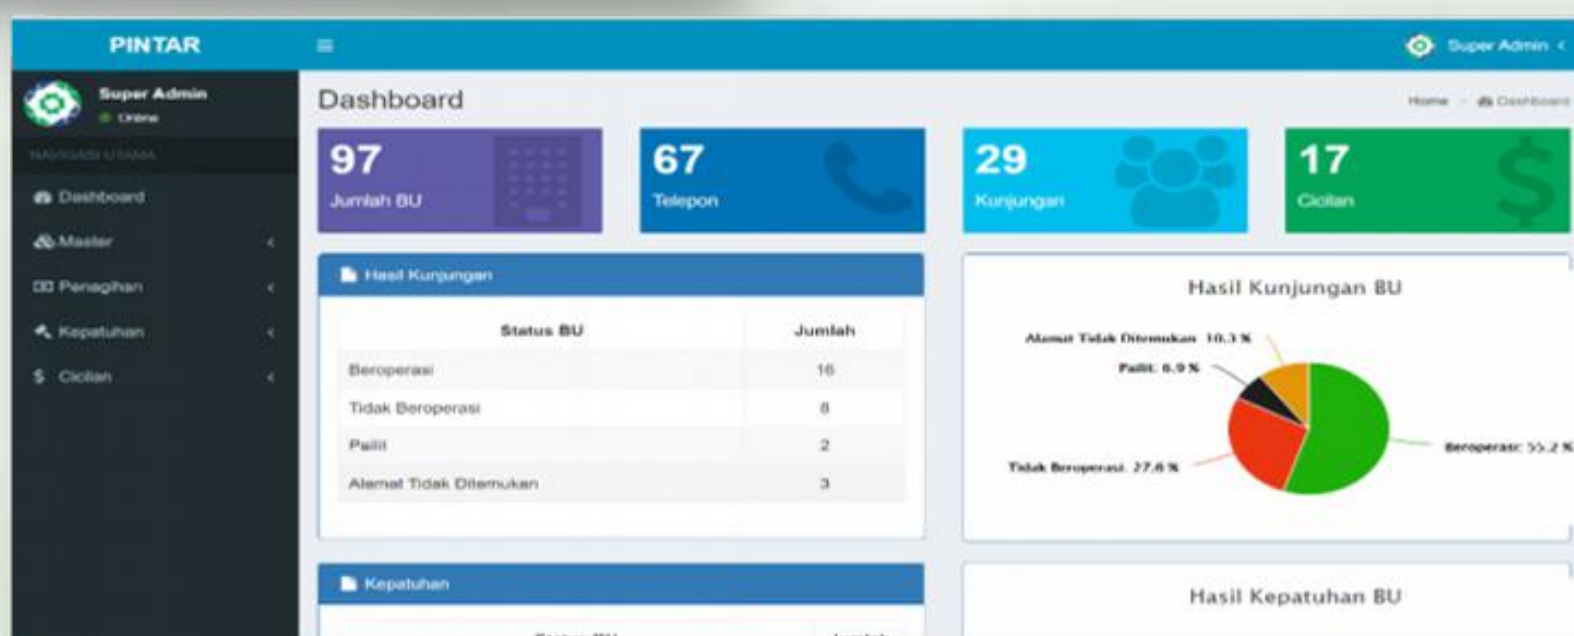 PINTAR
Super Admin
Super Admin
Online
Dashboard
Home
Dashboard
NAVIGASI UTAMA
97
Jumlah BU
67
Telepon
29
Kunjungan
17
Cicilan
Dashboard
Master
Penagihan
Kepatuhan
Cicilan
Hasil Kunjungan
Status BU Jumlah
Beroperasi 16
Tidak Beroperasi 8
Pailit 2
Alamat Tidak Ditemukan 3
Hasil Kunjungan BU
Alamat Tidak Ditemukan: 10.3 %
Pailit: 6.9 %
Beroperasi: 55.2 %
Tidak Beroperasi: 27.6 %
Kepatuhan
Hasil Kepatuhan BU